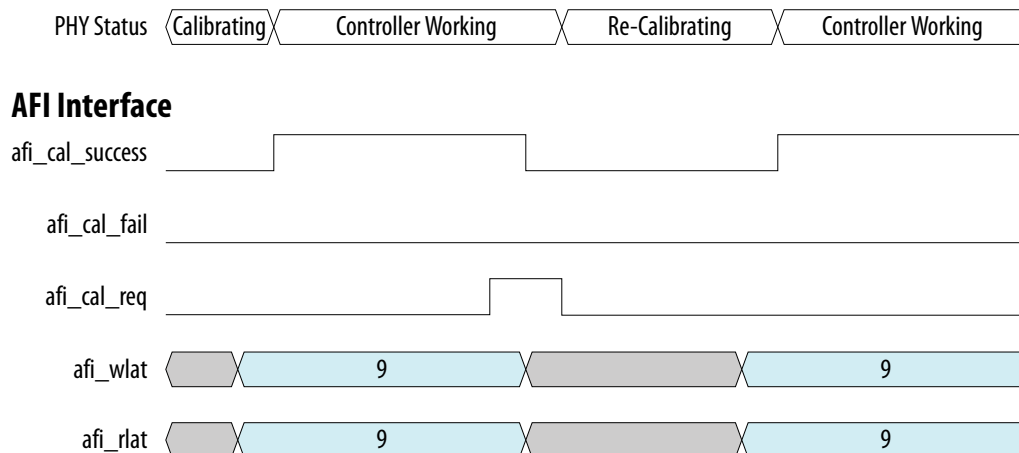 PHY Status Calibrating Controller Working Re-Calibrating Controller Working
AFI Interface
afi_cal_success
afi_cal_fail
afi_cal_req
afi_wlat 9 9
afi_rlat 9 9